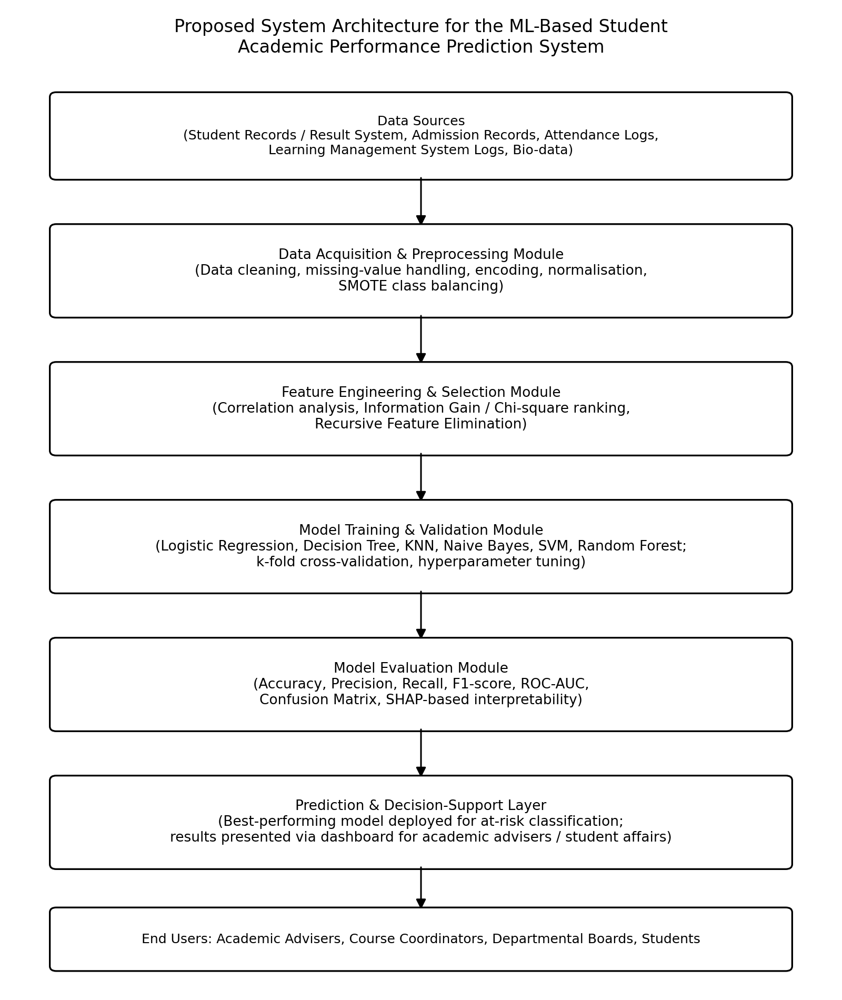 Proposed System Architecture for the ML-Based Student
Academic Performance Prediction System
Data Sources
(Student Records / Result System, Admission Records, Attendance Logs,
Learning Management System Logs, Bio-data)
Data Acquisition & Preprocessing Module
(Data cleaning, missing-value handling, encoding, normalisation,
SMOTE class balancing)
Feature Engineering & Selection Module
(Correlation analysis, Information Gain / Chi-square ranking,
Recursive Feature Elimination)
Model Training & Validation Module
(Logistic Regression, Decision Tree, KNN, Naive Bayes, SVM, Random Forest;
k-fold cross-validation, hyperparameter tuning)
Model Evaluation Module
(Accuracy, Precision, Recall, F1-score, ROC-AUC,
Confusion Matrix, SHAP-based interpretability)
Prediction & Decision-Support Layer
(Best-performing model deployed for at-risk classification;
results presented via dashboard for academic advisers / student affairs)
End Users: Academic Advisers, Course Coordinators, Departmental Boards, Students